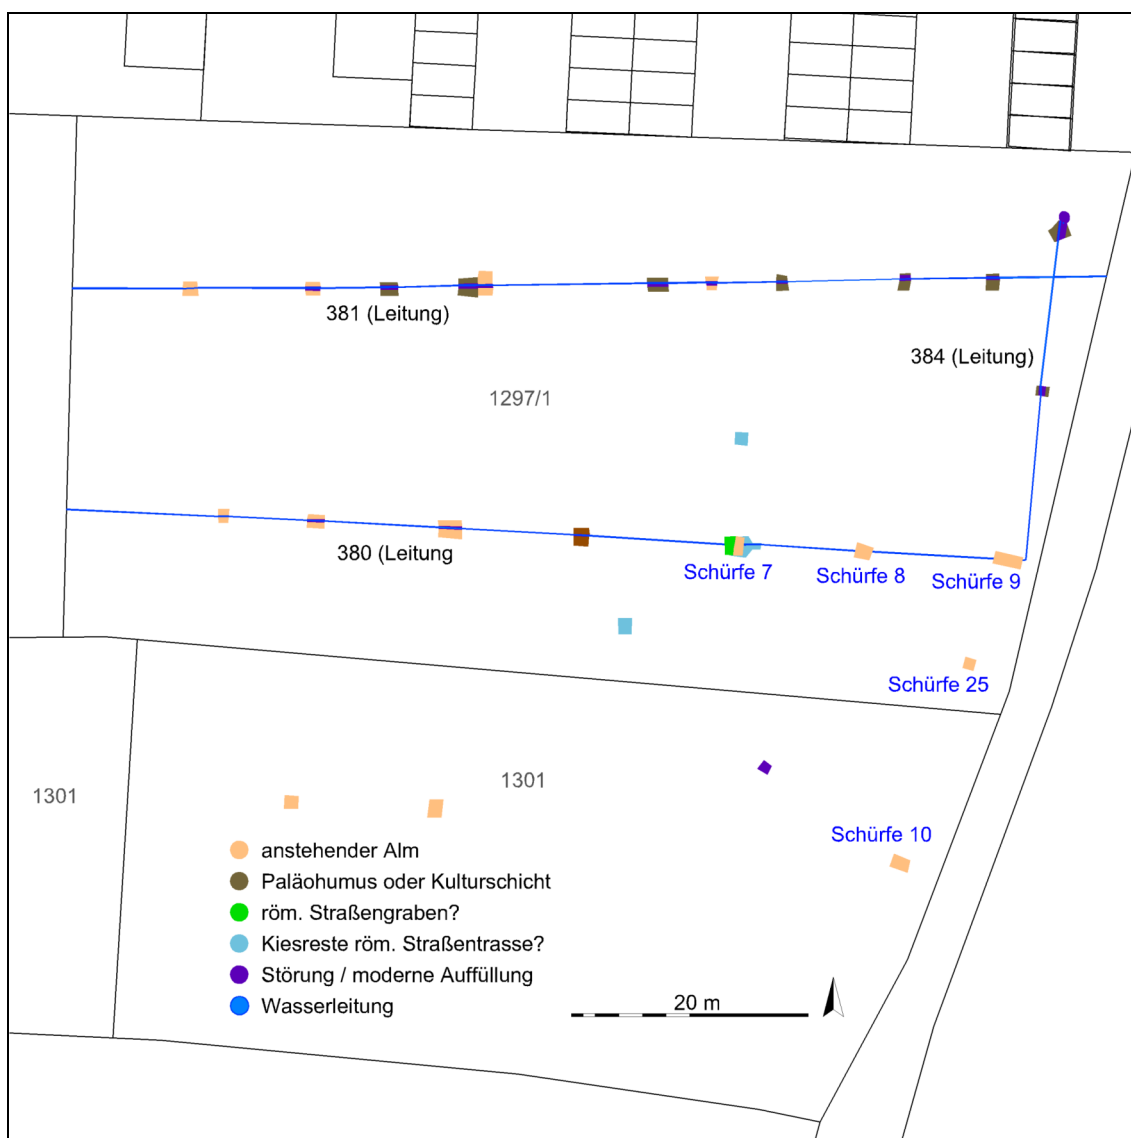 381 (Leitung)
384 (Leitung)
1297/1
380 (Leitung
Schürfe 7
Schürfe 8
Schürfe 9
Schürfe 25
1301
1301
Schürfe 10
anstehender Alm
Paläohumus oder Kulturschicht
röm. Straßengraben?
Kiesreste röm. Straßentrasse?
Störung / moderne Auffüllung
Wasserleitung
20 m